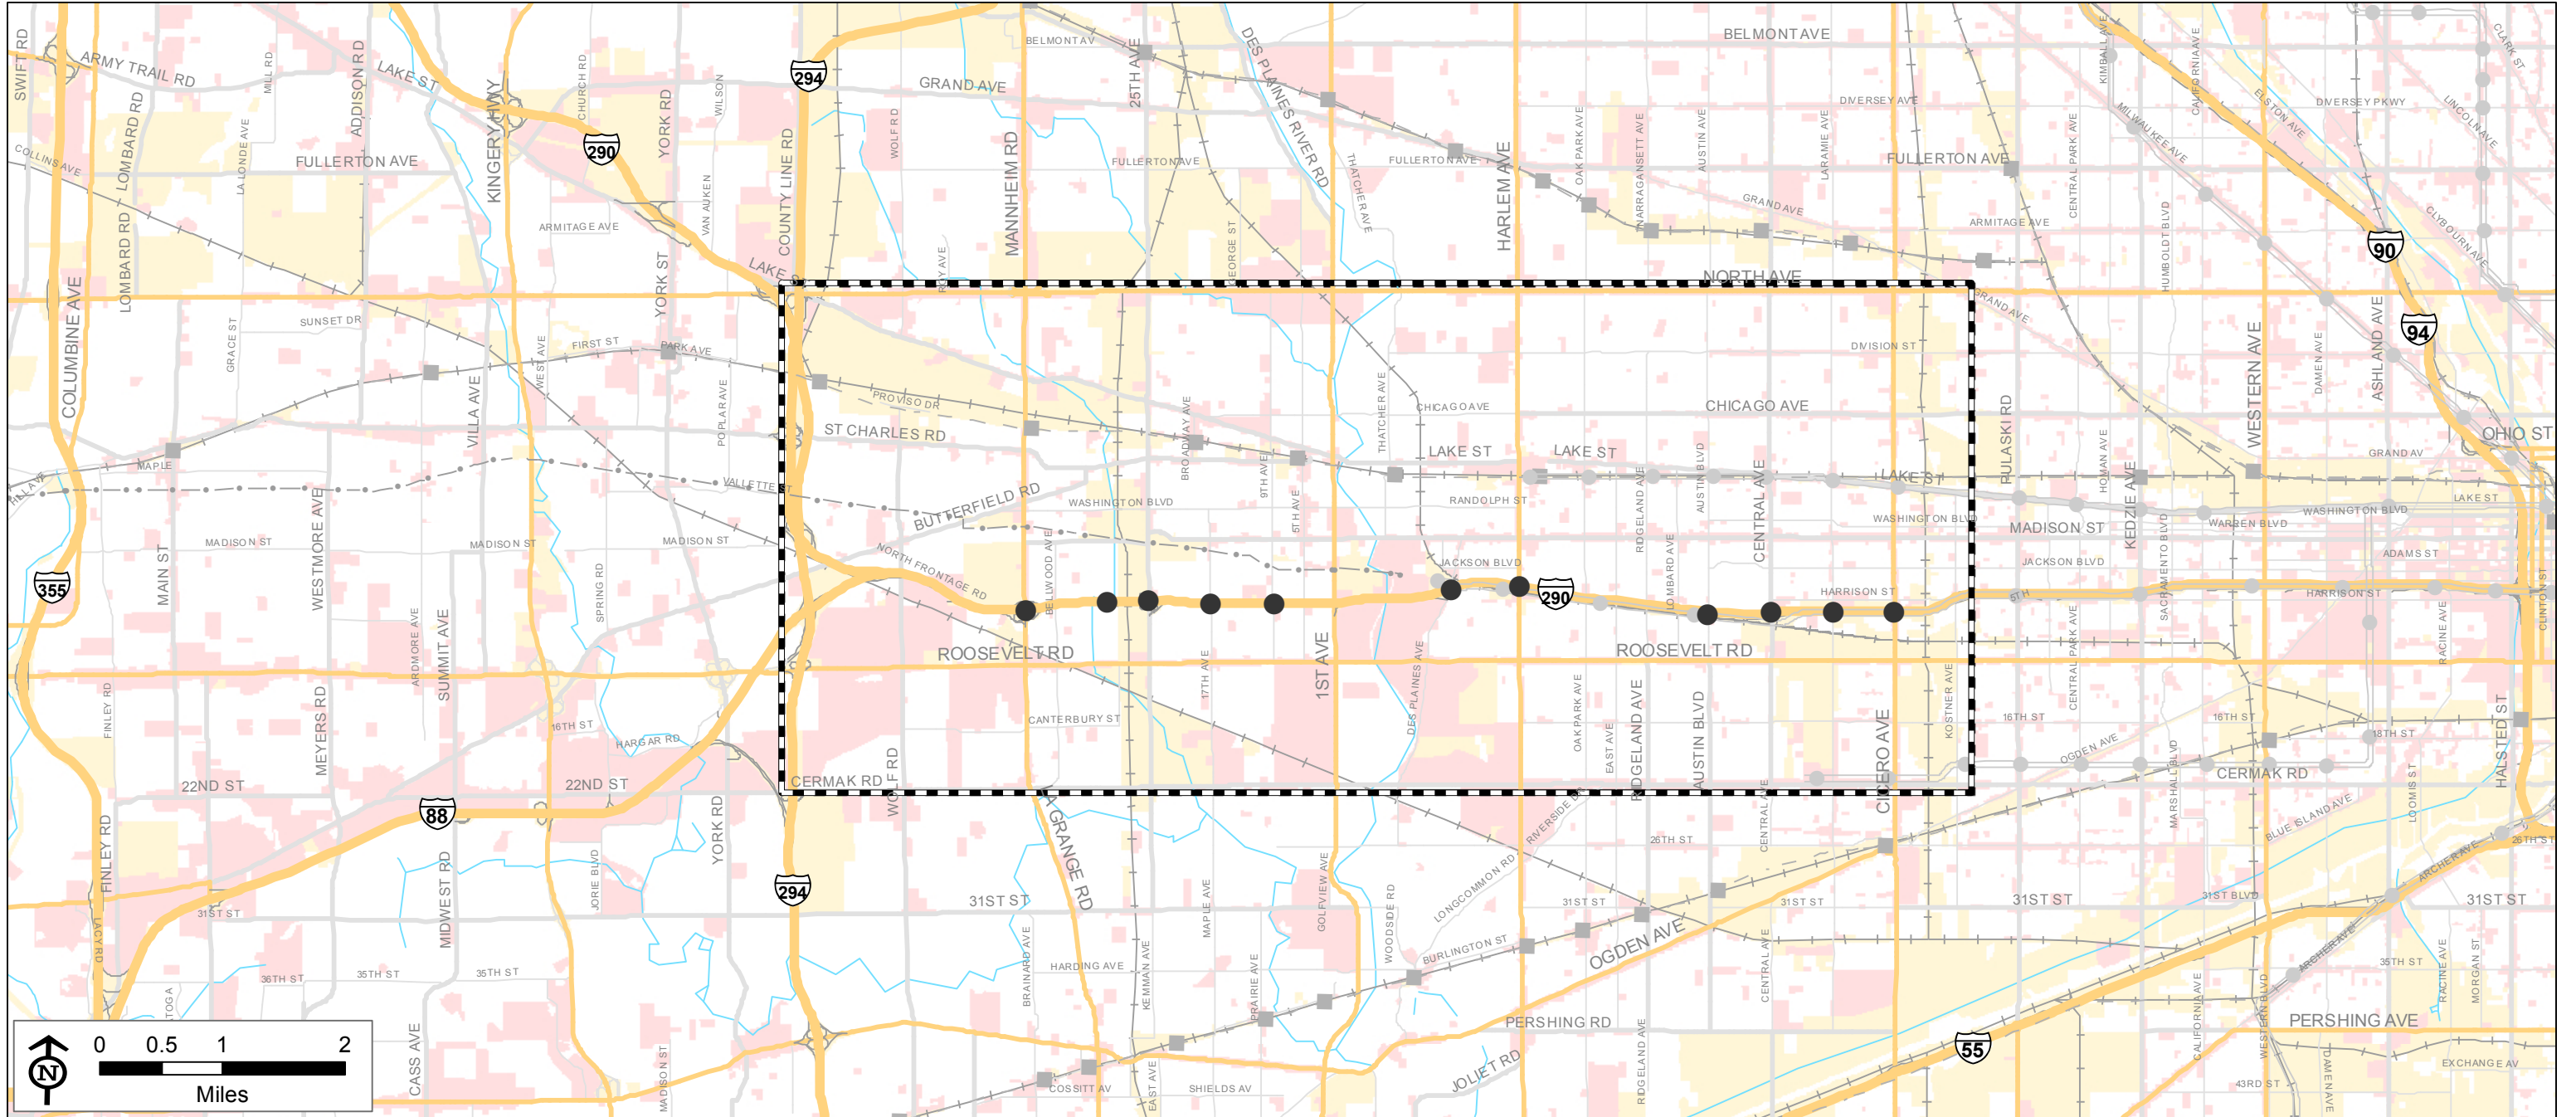 SWIFT RD
ARMY TRAIL RD
MILL RD
ADDISON RD
LAKE ST
KINGERY HWY
CHURCH RD
290
YORK RD
WILSON
294
GRAND AVE
BELMONT AV
25TH AVE
DES PLAINES RIVER RD
BELMONT AVE
DIVERSEY AVE
KIMBALL AVE
CALIFORNIA AVE
ELSTON AVE
DIVERSEY PKWY
LINCOLN AVE
CLARK ST
COLLINS AVE
LOMBARD RD
LA LONDE AVE
FULLERTON AVE
ARMITAGE AVE
VAN AUKEN
COUNTY LINE RD
WOLF RD
MANNHEIM RD
FULLERTON AVE
GEORGE ST
THATCHER AVE
FULLERTON AVE
HARLEM AVE
OAK PARK AVE
NARRAGANSETT AVE
AUSTIN AVE
LARAMIE AVE
FULLERTON AVE
GRAND AVE
ARMITAGE AVE
CENTRAL PARK AVE
MILWAUKEE AVE
HUMBOLDT BLVD
CLYBOURN AVE
90
94
COLUMBINE AVE
LOMBARD RD
GRACE ST
SUNSET DR
YORK ST
LAKE ST
ROY AVE
NORTH AVE
GRAND AVE
DIVISION ST
WESTERN AVE
DAMEN AVE
ASHLAND AVE
OHIO ST
FIRST ST
PARK AVE
WEST AVE
VILLA AVE
POPLAR AVE
PROVISO DR
ST CHARLES RD
BROADWAY AVE
THATCHER AVE
CHICAGO AVE
CHICAGO AVE
PULASKI RD
MAPLE
HILL AVE
VALLETTE ST
BUTTERFIELD RD
WASHINGTON BLVD
9TH AVE
5TH AVE
LAKE ST
LAKE ST
LAKE ST
RANDOLPH ST
RIDGELAND AVE
AUSTIN BLVD
CENTRAL AVE
WASHINGTON BLVD
MADISON ST
HOMAN AVE
KEDZIE AVE
GRAND AV
LAKE ST
WARREN BLVD
WASHINGTON BLVD
SACRAMENTO BLVD
ADAMS ST
355
MAIN ST
MADISON ST
WESTMORE AVE
MADISON ST
MADISON ST
SPRING RD
NORTH FRONTAGE RD
BELLWOOD AVE
JACKSON BLVD
290
LOMBARD AVE
HARRISON ST
5TH
JACKSON BLVD
HARRISON ST
CLINTON ST
FINLEY RD
MEYERS RD
ARDMORE AVE
SUMMIT AVE
16TH ST
HARGAR RD
ROOSEVELT RD
17TH AVE
1ST AVE
DES PLAINES AVE
ROOSEVELT RD
KOSTNER AVE
CENTRAL PARK AVE
RACINE AVE
CANTERBURY ST
OAK PARK AVE
EAST AVE
RIDGELAND AVE
AUSTIN BLVD
CICERO AVE
16TH ST
16TH ST
18TH ST
OGDEN AVE
HALSTED ST
22ND ST
22ND ST
88
YORK RD
CERMAK RD
WOLF RD
LA GRANGE RD
RIVERSIDE DR
CENTRAL AVE
MARSHALL BLVD
CERMAK RD
LOOMIS ST
BLUE ISLAND AVE
FINLEY RD
MIDWEST RD
JORIE BLVD
294
26TH ST
26TH ST
ARCHER AVE
31ST ST
LACY RD
31ST ST
MAPLE AVE
GOLFVIEW AVE
WOODSIDE RD
LONGCOMMON RD
31ST ST
31ST ST
31ST ST
31ST BLVD
31ST ST
36TH ST
35TH ST
35TH ST
BRAINARD AVE
HARDING AVE
KEMMAN AVE
PRAIRIE AVE
BURLINGTON ST
OGDEN AVE
CENTRAL AVE
ARCHER AVE
35TH ST
RACINE AVE
MORGAN ST
CALIFORNIA AVE
WESTERN BLVD
CASS AVE
MADISON ST
COSSITT AV
EAST AVE
SHIELDS AV
JOLIET RD
PERSHING RD
RIDGELAND AVE
55
PERSHING AVE
EXCHANGE AV
43RD ST
DAMEN AVE
N
0 0.5 1 2
Miles